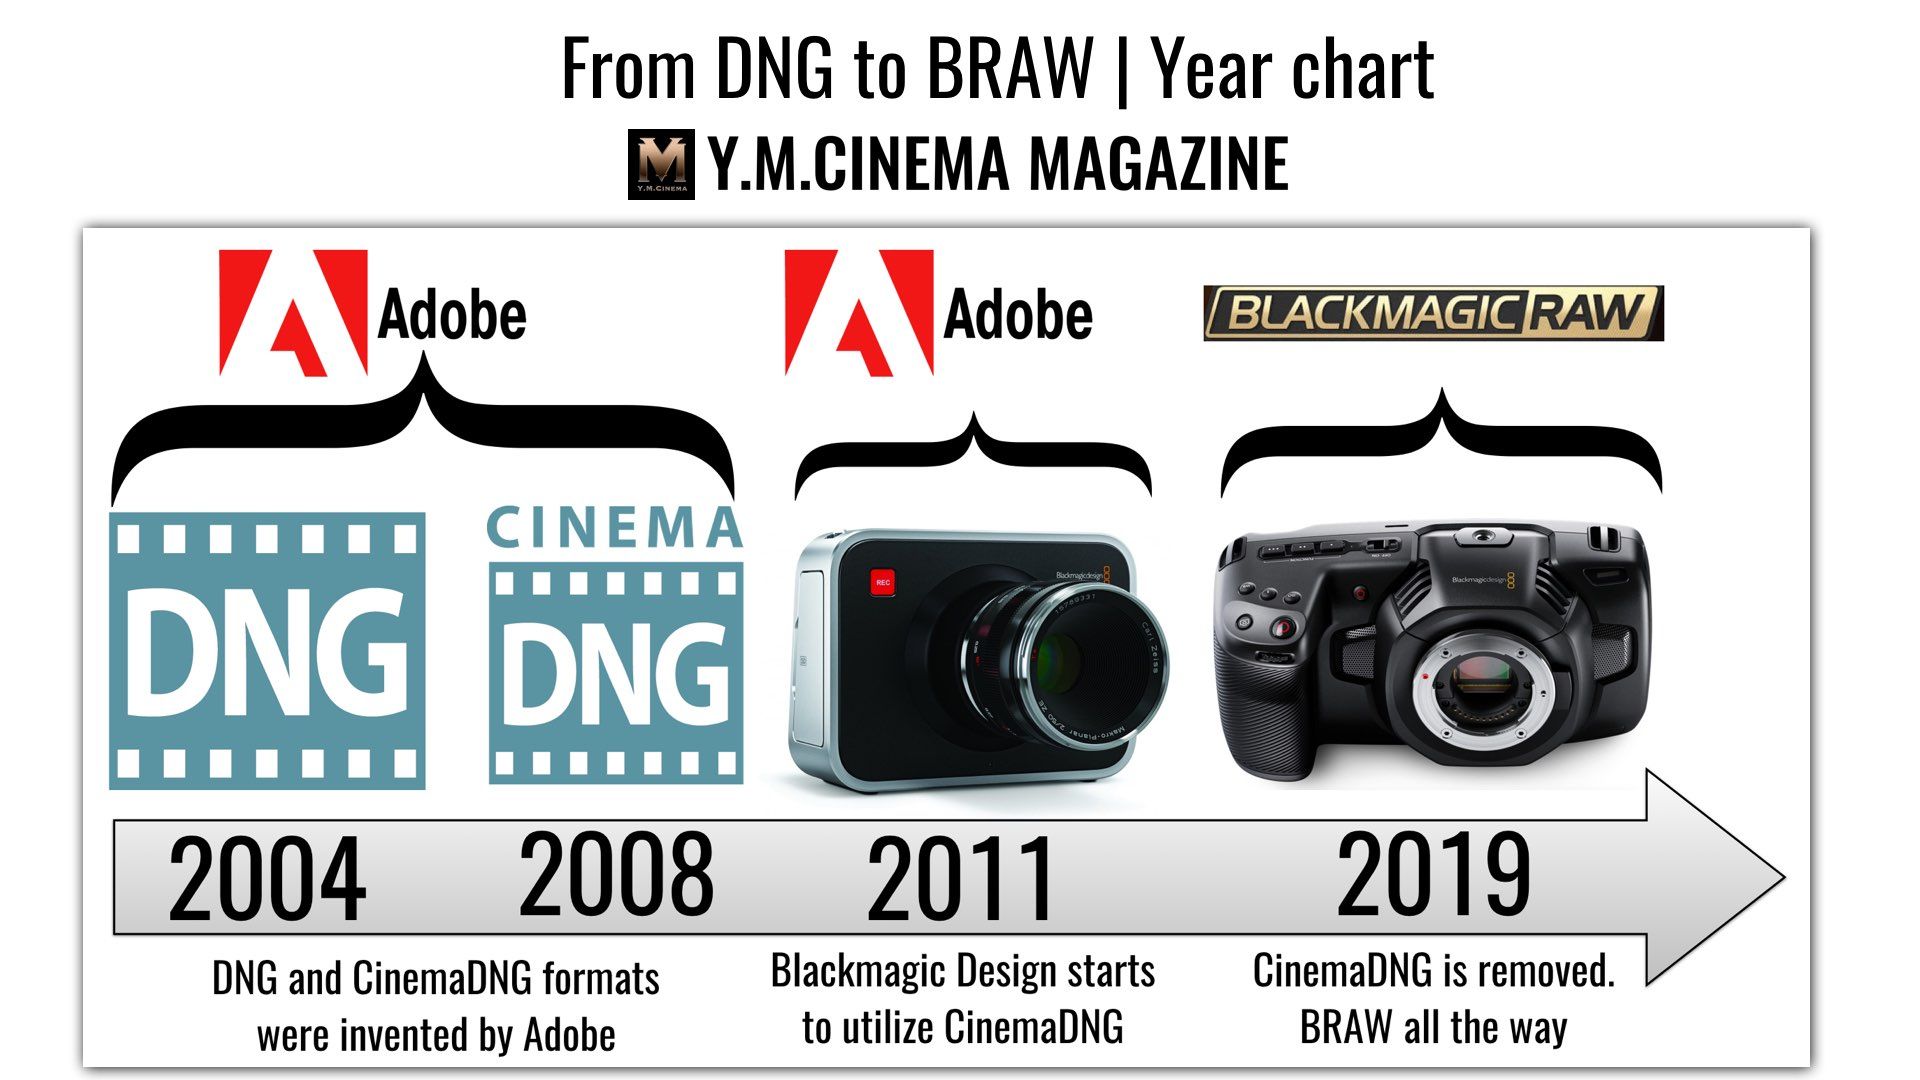 From DNG to BRAW | Year chart
M
Y.M.CINEMA
Y.M.CINEMA MAGAZINE
Adobe
Adobe
BLACKMAGIC RAW
DNG
CINEMA
DNG
REC
Blackmagicdesign
15769331
Carl Zeiss
Makro-Planar 2/50 ZE
Blackmagicdesign
2004
2008
2011
2019
DNG and CinemaDNG formats
were invented by Adobe
Blackmagic Design starts
to utilize CinemaDNG
CinemaDNG is removed.
BRAW all the way